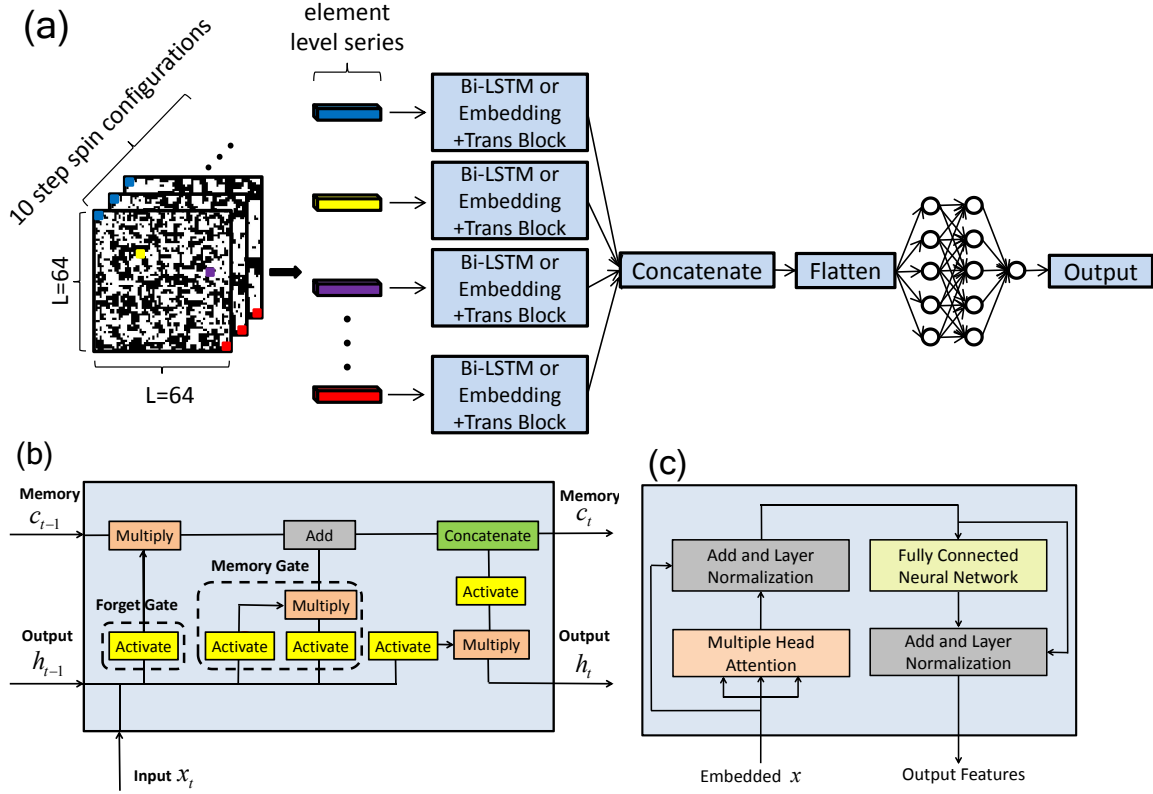 (a)
element
level series
10 step spin configurations
L=64
L=64
Bi-LSTM or
Embedding
+Trans Block
Bi-LSTM or
Embedding
+Trans Block
Bi-LSTM or
Embedding
+Trans Block
Bi-LSTM or
Embedding
+Trans Block
Concatenate
Flatten
Output
(b)
Memory
c_{t-1}
Multiply
Add
Concatenate
Memory
c_t
Memory Gate
Forget Gate
Multiply
Activate
Output
h_{t-1}
Activate
Activate
Activate
Activate
Multiply
Output
h_t
Input x_t
(c)
Add and Layer
Normalization
Fully Connected
Neural Network
Multiple Head
Attention
Add and Layer
Normalization
Embedded x
Output Features